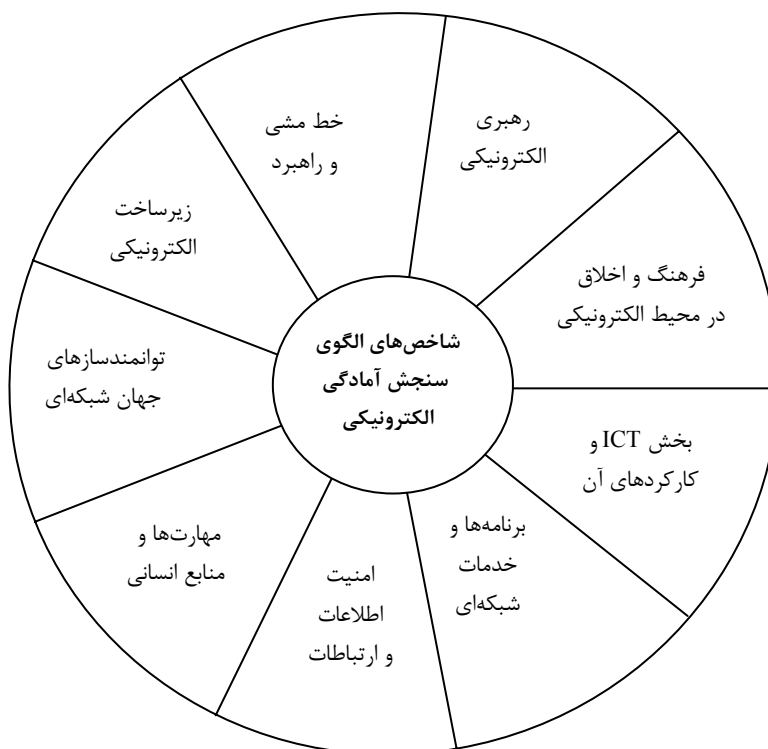 خط مشی
و راهبرد
رهبری
الکترونیکی
فرهنگ و اخلاق
در محیط الکترونیکی
بخش ICT و
کارکردهای آن
برنامه‌ها و
خدمات
شبکه‌ای
امنیت
اطلاعات
و ارتباطات
مهارت‌ها و
منابع انسانی
توانمندسازهای
جهان شبکه‌ای
زیرساخت
الکترونیکی
شاخص‌های الگوی
سنجش آمادگی
الکترونیکی